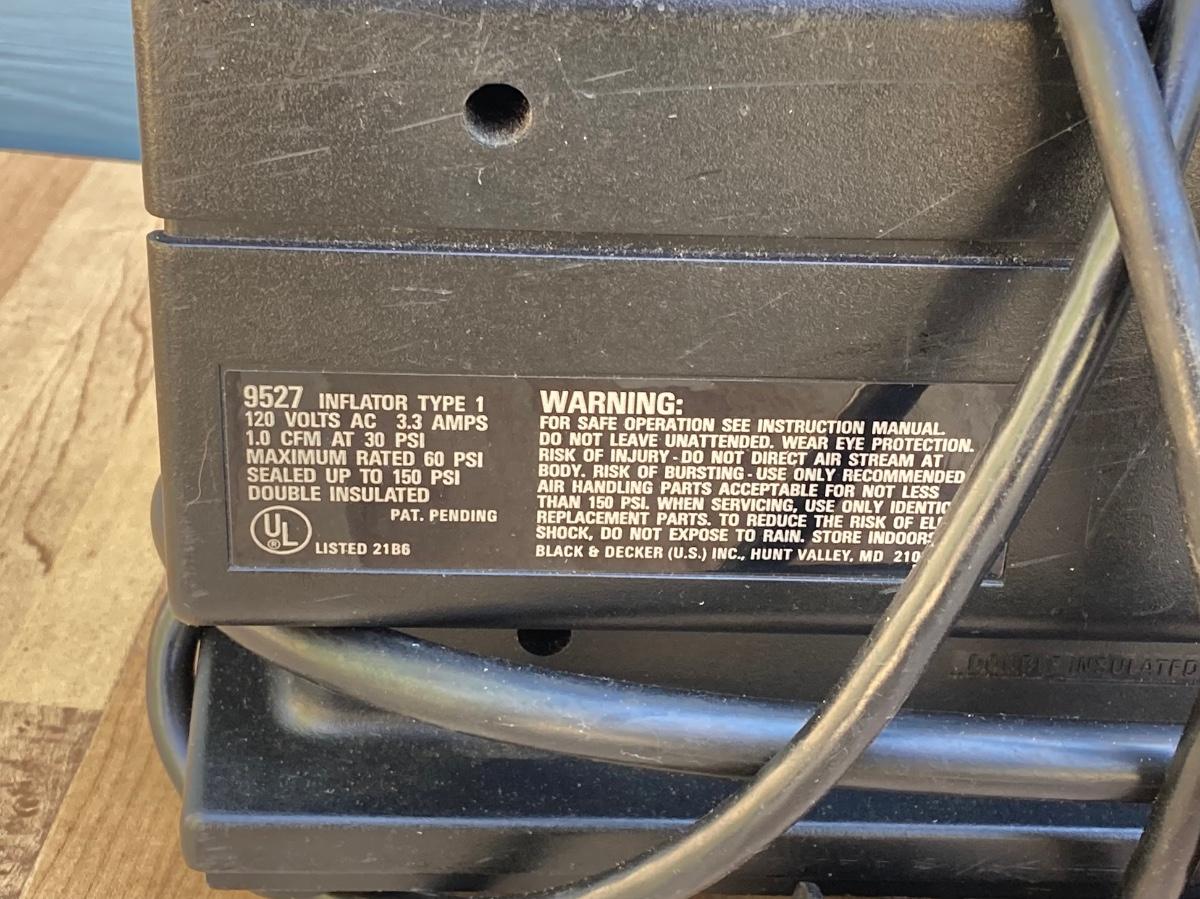 9527 INFLATOR TYPE 1
120 VOLTS AC 3.3 AMPS
1.0 CFM AT 30 PSI
MAXIMUM RATED 60 PSI
SEALED UP TO 150 PSI
DOUBLE INSULATED
PAT. PENDING
UL
®
LISTED 21B6
WARNING:
FOR SAFE OPERATION SEE INSTRUCTION MANUAL.
DO NOT LEAVE UNATTENDED. WEAR EYE PROTECTION.
RISK OF INJURY - DO NOT DIRECT AIR STREAM AT
BODY. RISK OF BURSTING - USE ONLY RECOMMENDED
AIR HANDLING PARTS ACCEPTABLE FOR NOT LESS
THAN 150 PSI. WHEN SERVICING, USE ONLY
REPLACEMENT PARTS. TO REDUCE THE RISK OF
SHOCK, DO NOT EXPOSE TO RAIN. STORE INDOORS
BLACK & DECKER (U.S.) INC., HUNT VALLEY, MD
DOUBLE INSULATED